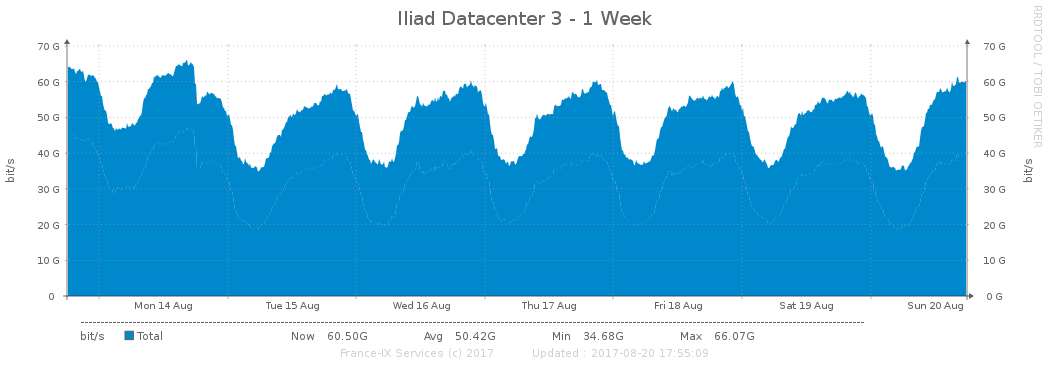 Iliad Datacenter 3 - 1 Week
RRDTOOL / TOBI OETIKER
70 G 70 G
60 G 60 G
50 G 50 G
40 G 40 G
30 G 30 G
20 G 20 G
10 G 10 G
0 0 G
bit/s bit/s
Mon 14 Aug Tue 15 Aug Wed 16 Aug Thu 17 Aug Fri 18 Aug Sat 19 Aug Sun 20 Aug
bit/s Total Now 60.50G Avg 50.42G Min 34.68G Max 66.07G
France-IX Services (c) 2017 Updated : 2017-08-20 17:55:09